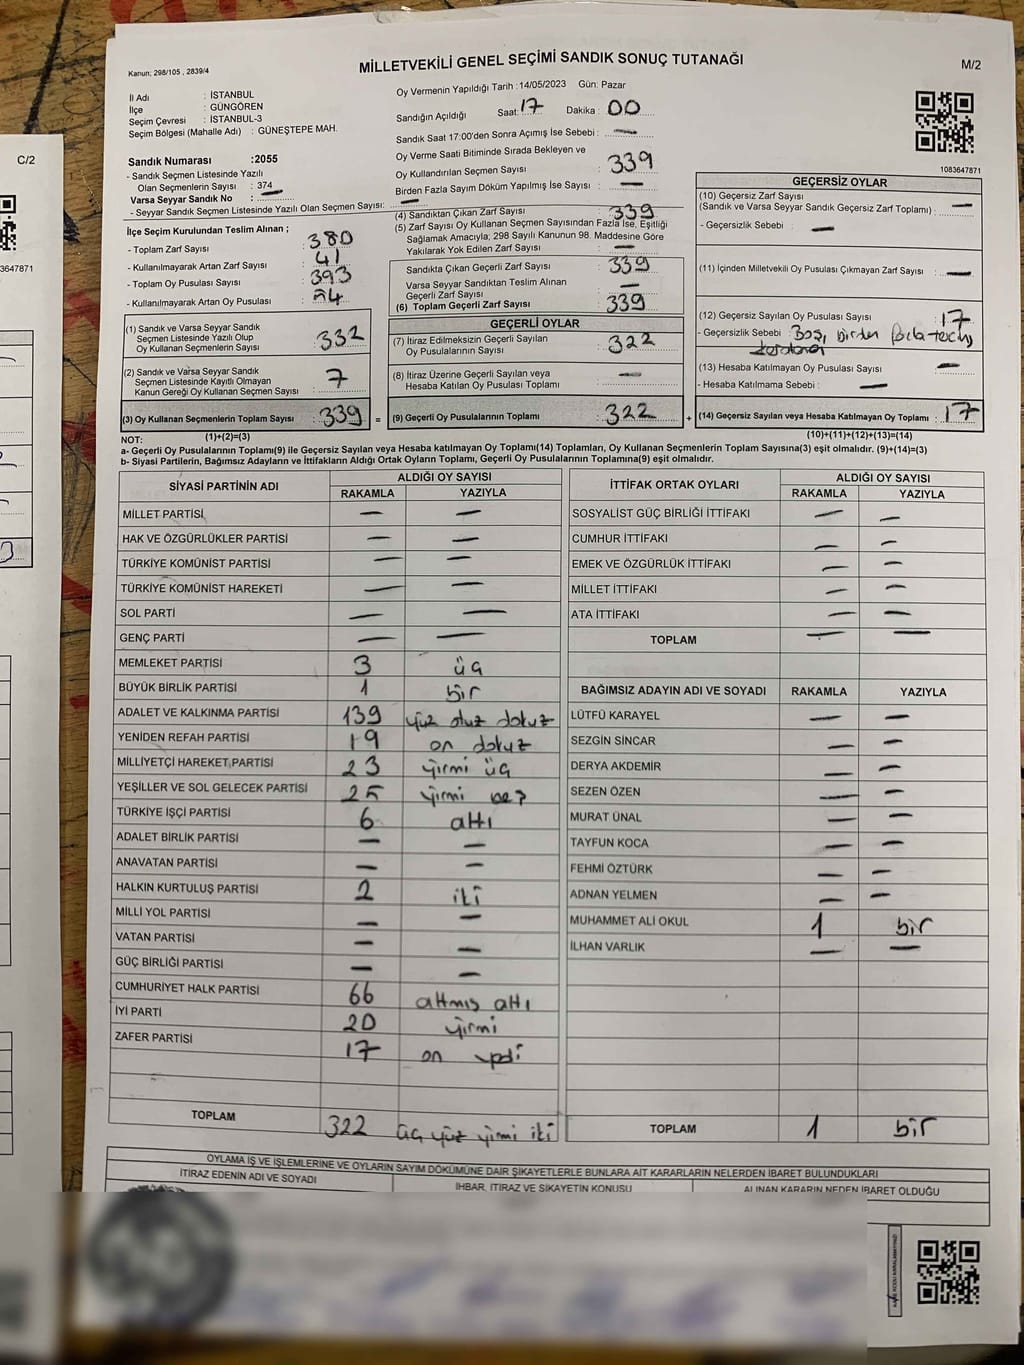 C/2
3647871
MİLLETVEKİLİ GENEL SEÇİMİ SANDIK SONUÇ TUTANAĞI
M/2
Kanun; 298/105 , 2839/4
İl Adı : İSTANBUL
İlçe : GÜNGÖREN
Seçim Çevresi : İSTANBUL-3
Seçim Bölgesi (Mahalle Adı) : GÜNEŞTEPE MAH.
Sandık Numarası :2055
- Sandık Seçmen Listesinde Yazılı
Olan Seçmenlerin Sayısı : 374
Varsa Seyyar Sandık No : —
- Seyyar Sandık Seçmen Listesinde Yazılı Olan Seçmen Sayısı: —
İlçe Seçim Kurulundan Teslim Alınan ;
- Toplam Zarf Sayısı : 380
- Kullanılmayarak Artan Zarf Sayısı : 41
- Toplam Oy Pusulası Sayısı : 393
- Kullanılmayarak Artan Oy Pusulası :
(1) Sandık ve Varsa Seyyar Sandık
Seçmen Listesinde Yazılı Olup
Oy Kullanan Seçmenlerin Sayısı : 332
(2) Sandık ve Varsa Seyyar Sandık
Seçmen Listesinde Kayıtlı Olmayan
Kanun Gereği Oy Kullanan Seçmen Sayısı : 7
(3) Oy Kullanan Seçmenlerin Toplam Sayısı : 339 =
Oy Vermenin Yapıldığı Tarih :14/05/2023 Gün: Pazar
Sandığın Açıldığı Saat: 17 Dakika : 00
Sandık Saat 17:00'den Sonra Açımış İse Sebebi : —
Oy Verme Saati Bitiminde Sırada Bekleyen ve
Oy Kullandırılan Seçmen Sayısı : 339
Birden Fazla Sayım Döküm Yapılmış İse Sayısı : —
(4) Sandıktan Çıkan Zarf Sayısı : 339
(5) Zarf Sayısı Oy Kullanan Seçmen Sayısından Fazla İse, Eşitliği
Sağlamak Amacıyla; 298 Sayılı Kanunun 98. Maddesine Göre
Yakılarak Yok Edilen Zarf Sayısı : —
Sandıkta Çıkan Geçerli Zarf Sayısı : 339
Varsa Seyyar Sandıktan Teslim Alınan
Geçerli Zarf Sayısı : —
(6) Toplam Geçerli Zarf Sayısı : 339
GEÇERLİ OYLAR
(7) İtiraz Edilmeksizin Geçerli Sayılan
Oy Pusulalarının Sayısı : 322
(8) İtiraz Üzerine Geçerli Sayılan veya
Hesaba Katılan Oy Pusulası Toplamı : —
(9) Geçerli Oy Pusulalarının Toplamı : 322 +
1083647871
GEÇERSİZ OYLAR
(10) Geçersiz Zarf Sayısı
(Sandık ve Varsa Seyyar Sandık Geçersiz Zarf Toplamı) : —
- Geçersizlik Sebebi : —
(11) İçinden Milletvekili Oy Pusulası Çıkmayan Zarf Sayısı : —
(12) Geçersiz Sayılan Oy Pusulası Sayısı : 17
- Geçersizlik Sebebi : Boş, birden fazla
(13) Hesaba Katılmayan Oy Pusulası Sayısı : —
- Hesaba Katılmama Sebebi : —
(14) Geçersiz Sayılan veya Hesaba Katılmayan Oy Toplamı : 17
NOT: (1)+(2)=(3) (10)+(11)+(12)+(13)=(14)
a- Geçerli Oy Pusulalarının Toplamı(9) ile Geçersiz Sayılan veya Hesaba katılmayan Oy Toplamı(14) Toplamları, Oy Kullanan Seçmenlerin Toplam Sayısına(3) eşit olmalıdır. (9)+(14)=(3)
b- Siyasi Partilerin, Bağımsız Adayların ve İttifakların Aldığı Ortak Oyların Toplamı, Geçerli Oy Pusulalarının Toplamına(9) eşit olmalıdır.
SİYASİ PARTİNİN ADI ALDIĞI OY SAYISI
RAKAMLA YAZIYLA
MİLLET PARTİSİ — —
HAK VE ÖZGÜRLÜKLER PARTİSİ — —
TÜRKİYE KOMÜNİST PARTİSİ — —
TÜRKİYE KOMÜNİST HAREKETİ — —
SOL PARTİ — —
GENÇ PARTİ — —
MEMLEKET PARTİSİ 3 üç
BÜYÜK BİRLİK PARTİSİ 1 bir
ADALET VE KALKINMA PARTİSİ 139 yüz otuz dokuz
YENİDEN REFAH PARTİSİ 19 on dokuz
MİLLİYETÇİ HAREKET PARTİSİ 23 yirmi üç
YEŞİLLER VE SOL GELECEK PARTİSİ 25 yirmi beş
TÜRKİYE İŞÇİ PARTİSİ 6 altı
ADALET BİRLİK PARTİSİ — —
ANAVATAN PARTİSİ — —
HALKIN KURTULUŞ PARTİSİ 2 iki
MİLLİ YOL PARTİSİ — —
VATAN PARTİSİ — —
GÜÇ BİRLİĞİ PARTİSİ — —
CUMHURİYET HALK PARTİSİ 66 altmış altı
İYİ PARTİ 20 yirmi
ZAFER PARTİSİ 17 on yedi
TOPLAM 322 üç yüz yirmi iki
İTTİFAK ORTAK OYLARI ALDIĞI OY SAYISI
RAKAMLA YAZIYLA
SOSYALİST GÜÇ BİRLİĞİ İTTİFAKI — —
CUMHUR İTTİFAKI — —
EMEK VE ÖZGÜRLÜK İTTİFAKI — —
MİLLET İTTİFAKI — —
ATA İTTİFAKI — —
TOPLAM — —
BAĞIMSIZ ADAYIN ADI VE SOYADI RAKAMLA YAZIYLA
LÜTFÜ KARAYEL — —
SEZGİN SİNCAR — —
DERYA AKDEMİR — —
SEZEN ÖZEN — —
MURAT ÜNAL — —
TAYFUN KOCA — —
FEHMİ ÖZTÜRK — —
ADNAN YELMEN — —
MUHAMMET ALİ OKUL 1 bir
İLHAN VARLIK — —
TOPLAM 1 bir
OYLAMA İŞ VE İŞLEMLERİNE VE OYLARIN SAYIM DÖKÜMÜNE DAİR ŞİKAYETLERLE BUNLARA AİT KARARLARIN NELERDEN İBARET BULUNDUKLARI
İTİRAZ EDENİN ADI VE SOYADI İHBAR, İTİRAZ VE ŞİKAYETİN KONUSU ALINAN KARARIN NEDEN İBARET OLDUĞU